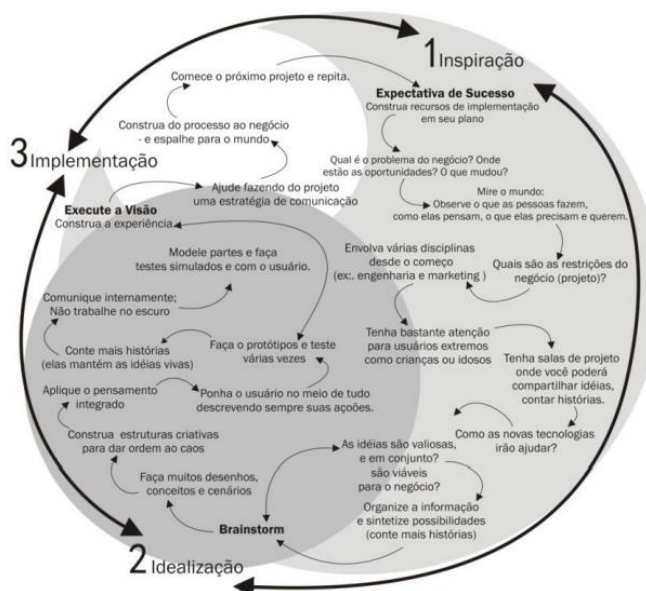 1 Inspiração
Expectativa de Sucesso
Construa recursos de implementação
em seu plano
Qual é o problema do negócio? Onde
estão as oportunidades? O que mudou?
Mire o mundo:
Observe o que as pessoas fazem,
como elas pensam, o que elas precisam e querem.
Quais são as restrições do
negócio (projeto)?
Envolva várias disciplinas
desde o começo
(ex:. engenharia e marketing )
Tenha bastante atenção
para usuários extremos
como crianças ou idosos
Tenha salas de projeto
onde você poderá
compartilhar idéias,
contar histórias.
Como as novas tecnologias
irão ajudar?
As idéias são valiosas,
e em conjunto?
são viáveis
para o negócio?
Organize a informação
e sintetize possibilidades
(conte mais histórias)
2 Idealização
Brainstorm
Faça muitos desenhos,
conceitos e cenários
Construa estruturas criativas
para dar ordem ao caos
Aplique o pensamento
integrado
Ponha o usuário no meio de tudo
descrevendo sempre suas ações.
Faça o protótipos e teste
várias vezes
Conte mais histórias
(elas mantém as idéias vivas)
Comunique internamente;
Não trabalhe no escuro
Modele partes e faça
testes simulados e com o usuário.
3 Implementação
Execute a Visão
Construa a experiência
Ajude fazendo do projeto
uma estratégia de comunicação
Construa do processo ao negócio
- e espalhe para o mundo
Comece o próximo projeto e repita.